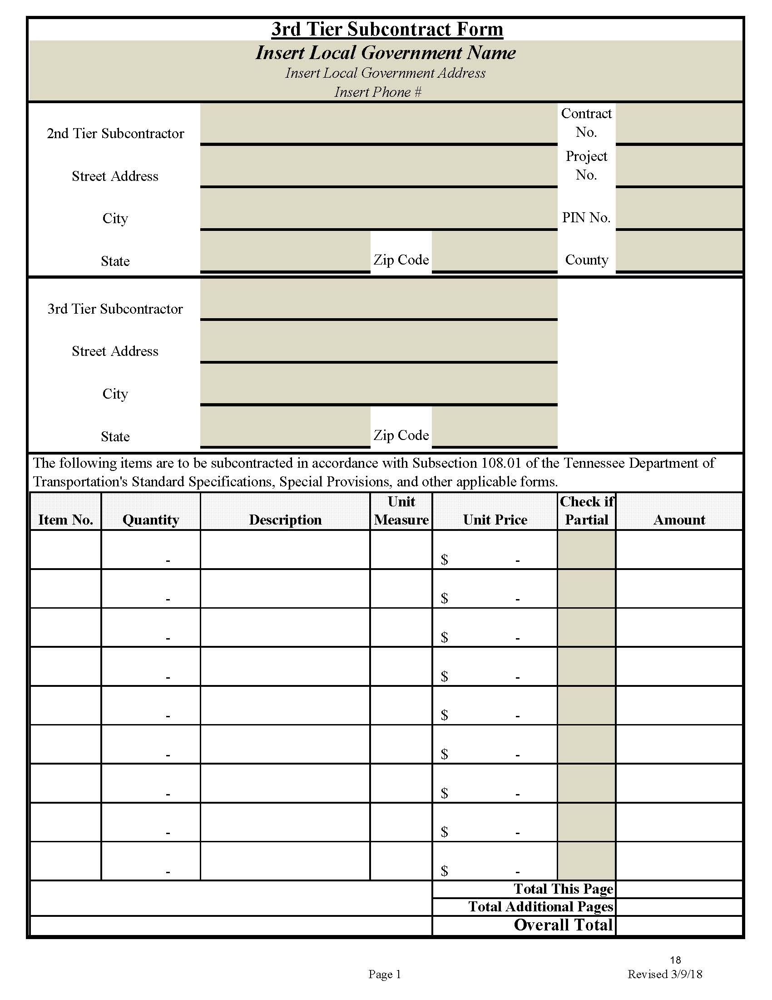 3rd Tier Subcontract Form
Insert Local Government Name
Insert Local Government Address
Insert Phone #
2nd Tier Subcontractor
Contract
No.
Street Address
Project
No.
City
PIN No.
State
Zip Code
County
3rd Tier Subcontractor
Street Address
City
State
Zip Code
The following items are to be subcontracted in accordance with Subsection 108.01 of the Tennessee Department of
Transportation's Standard Specifications, Special Provisions, and other applicable forms.
Item No. Quantity Description Unit Measure Unit Price Check if Partial Amount
- $ -
- $ -
- $ -
- $ -
- $ -
- $ -
- $ -
- $ -
- $ -
Total This Page
Total Additional Pages
Overall Total
18
Page 1 Revised 3/9/18